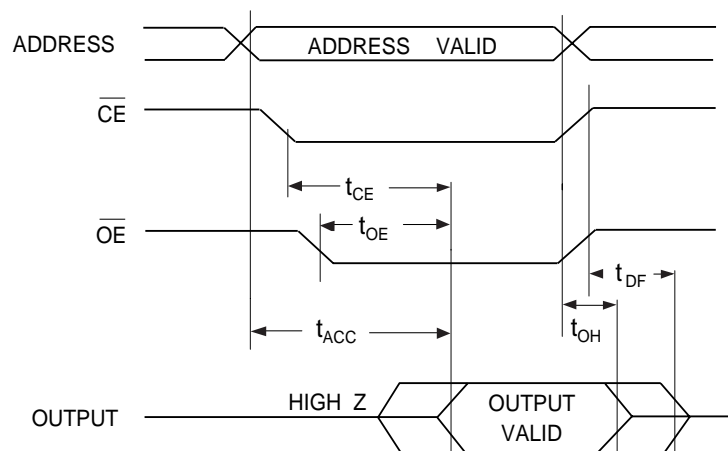 ADDRESS
ADDRESS VALID
CE
tCE
OE
tOE
tDF
tACC
tOH
OUTPUT
HIGH Z
OUTPUT
VALID